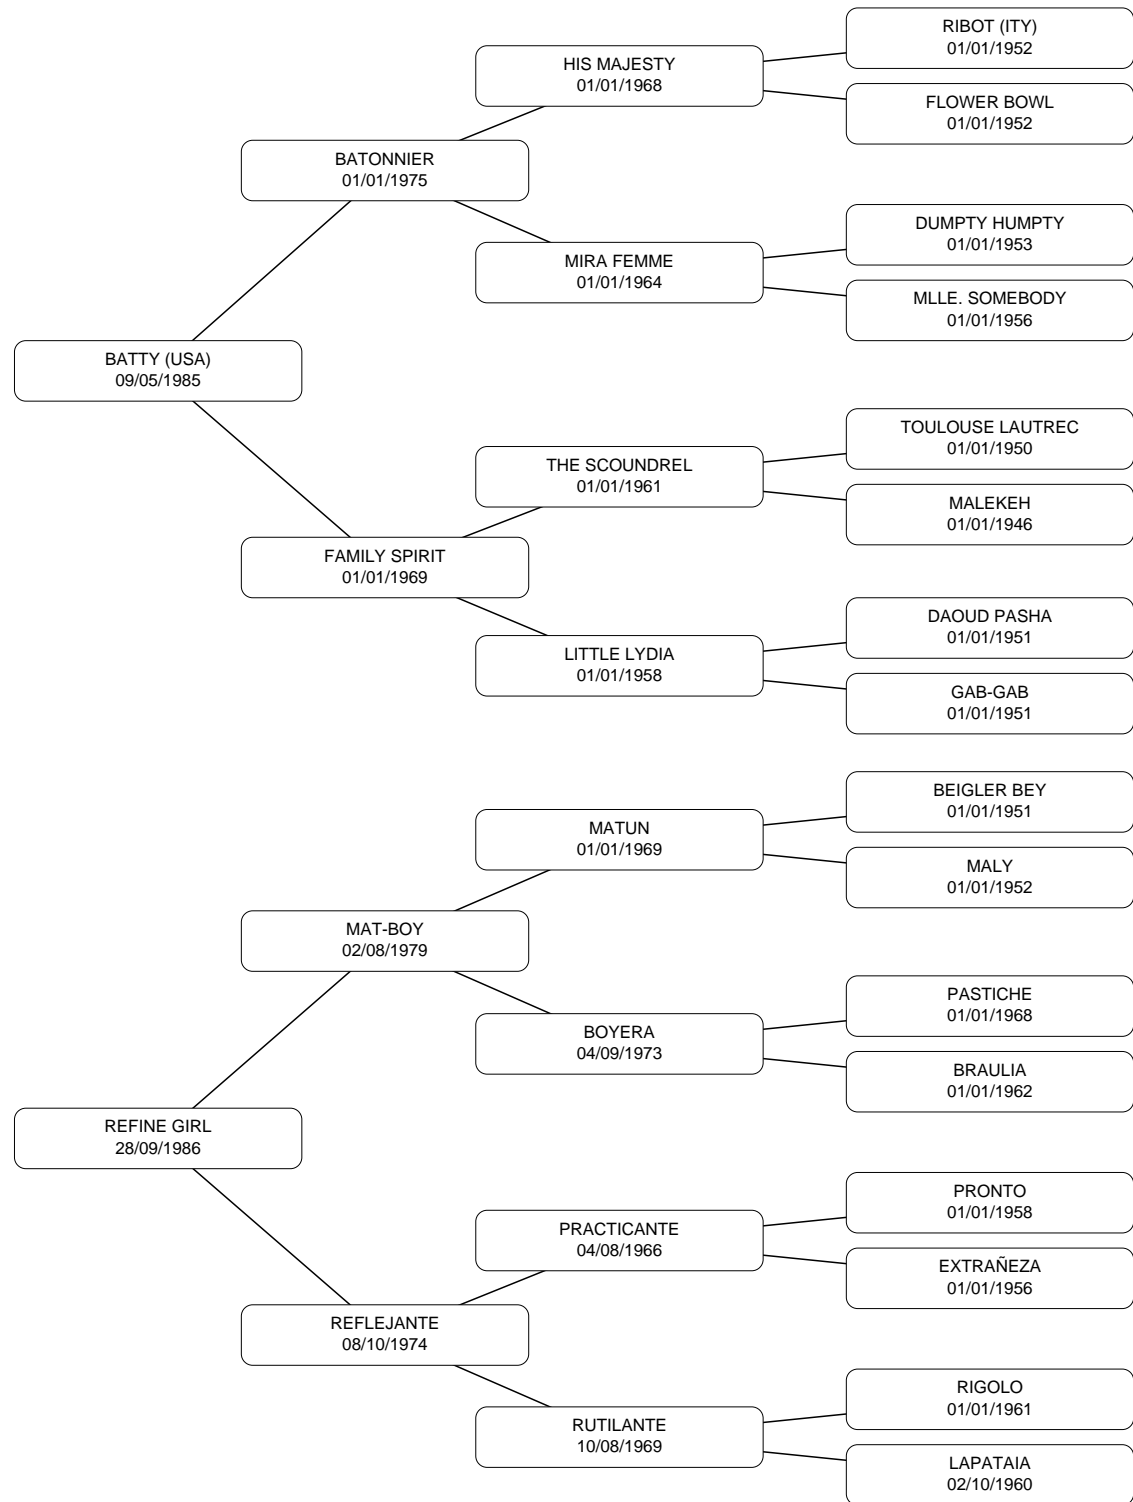 RIBOT (ITY)
01/01/1952
HIS MAJESTY
01/01/1968
FLOWER BOWL
01/01/1952
BATONNIER
01/01/1975
DUMPTY HUMPTY
01/01/1953
MIRA FEMME
01/01/1964
MLLE. SOMEBODY
01/01/1956
BATTY (USA)
09/05/1985
TOULOUSE LAUTREC
01/01/1950
THE SCOUNDREL
01/01/1961
MALEKEH
01/01/1946
FAMILY SPIRIT
01/01/1969
DAOUD PASHA
01/01/1951
LITTLE LYDIA
01/01/1958
GAB-GAB
01/01/1951
BEIGLER BEY
01/01/1951
MATUN
01/01/1969
MALY
01/01/1952
MAT-BOY
02/08/1979
PASTICHE
01/01/1968
BOYERA
04/09/1973
BRAULIA
01/01/1962
REFINE GIRL
28/09/1986
PRONTO
01/01/1958
PRACTICANTE
04/08/1966
EXTRAÑEZA
01/01/1956
REFLEJANTE
08/10/1974
RIGOLO
01/01/1961
RUTILANTE
10/08/1969
LAPATAIA
02/10/1960